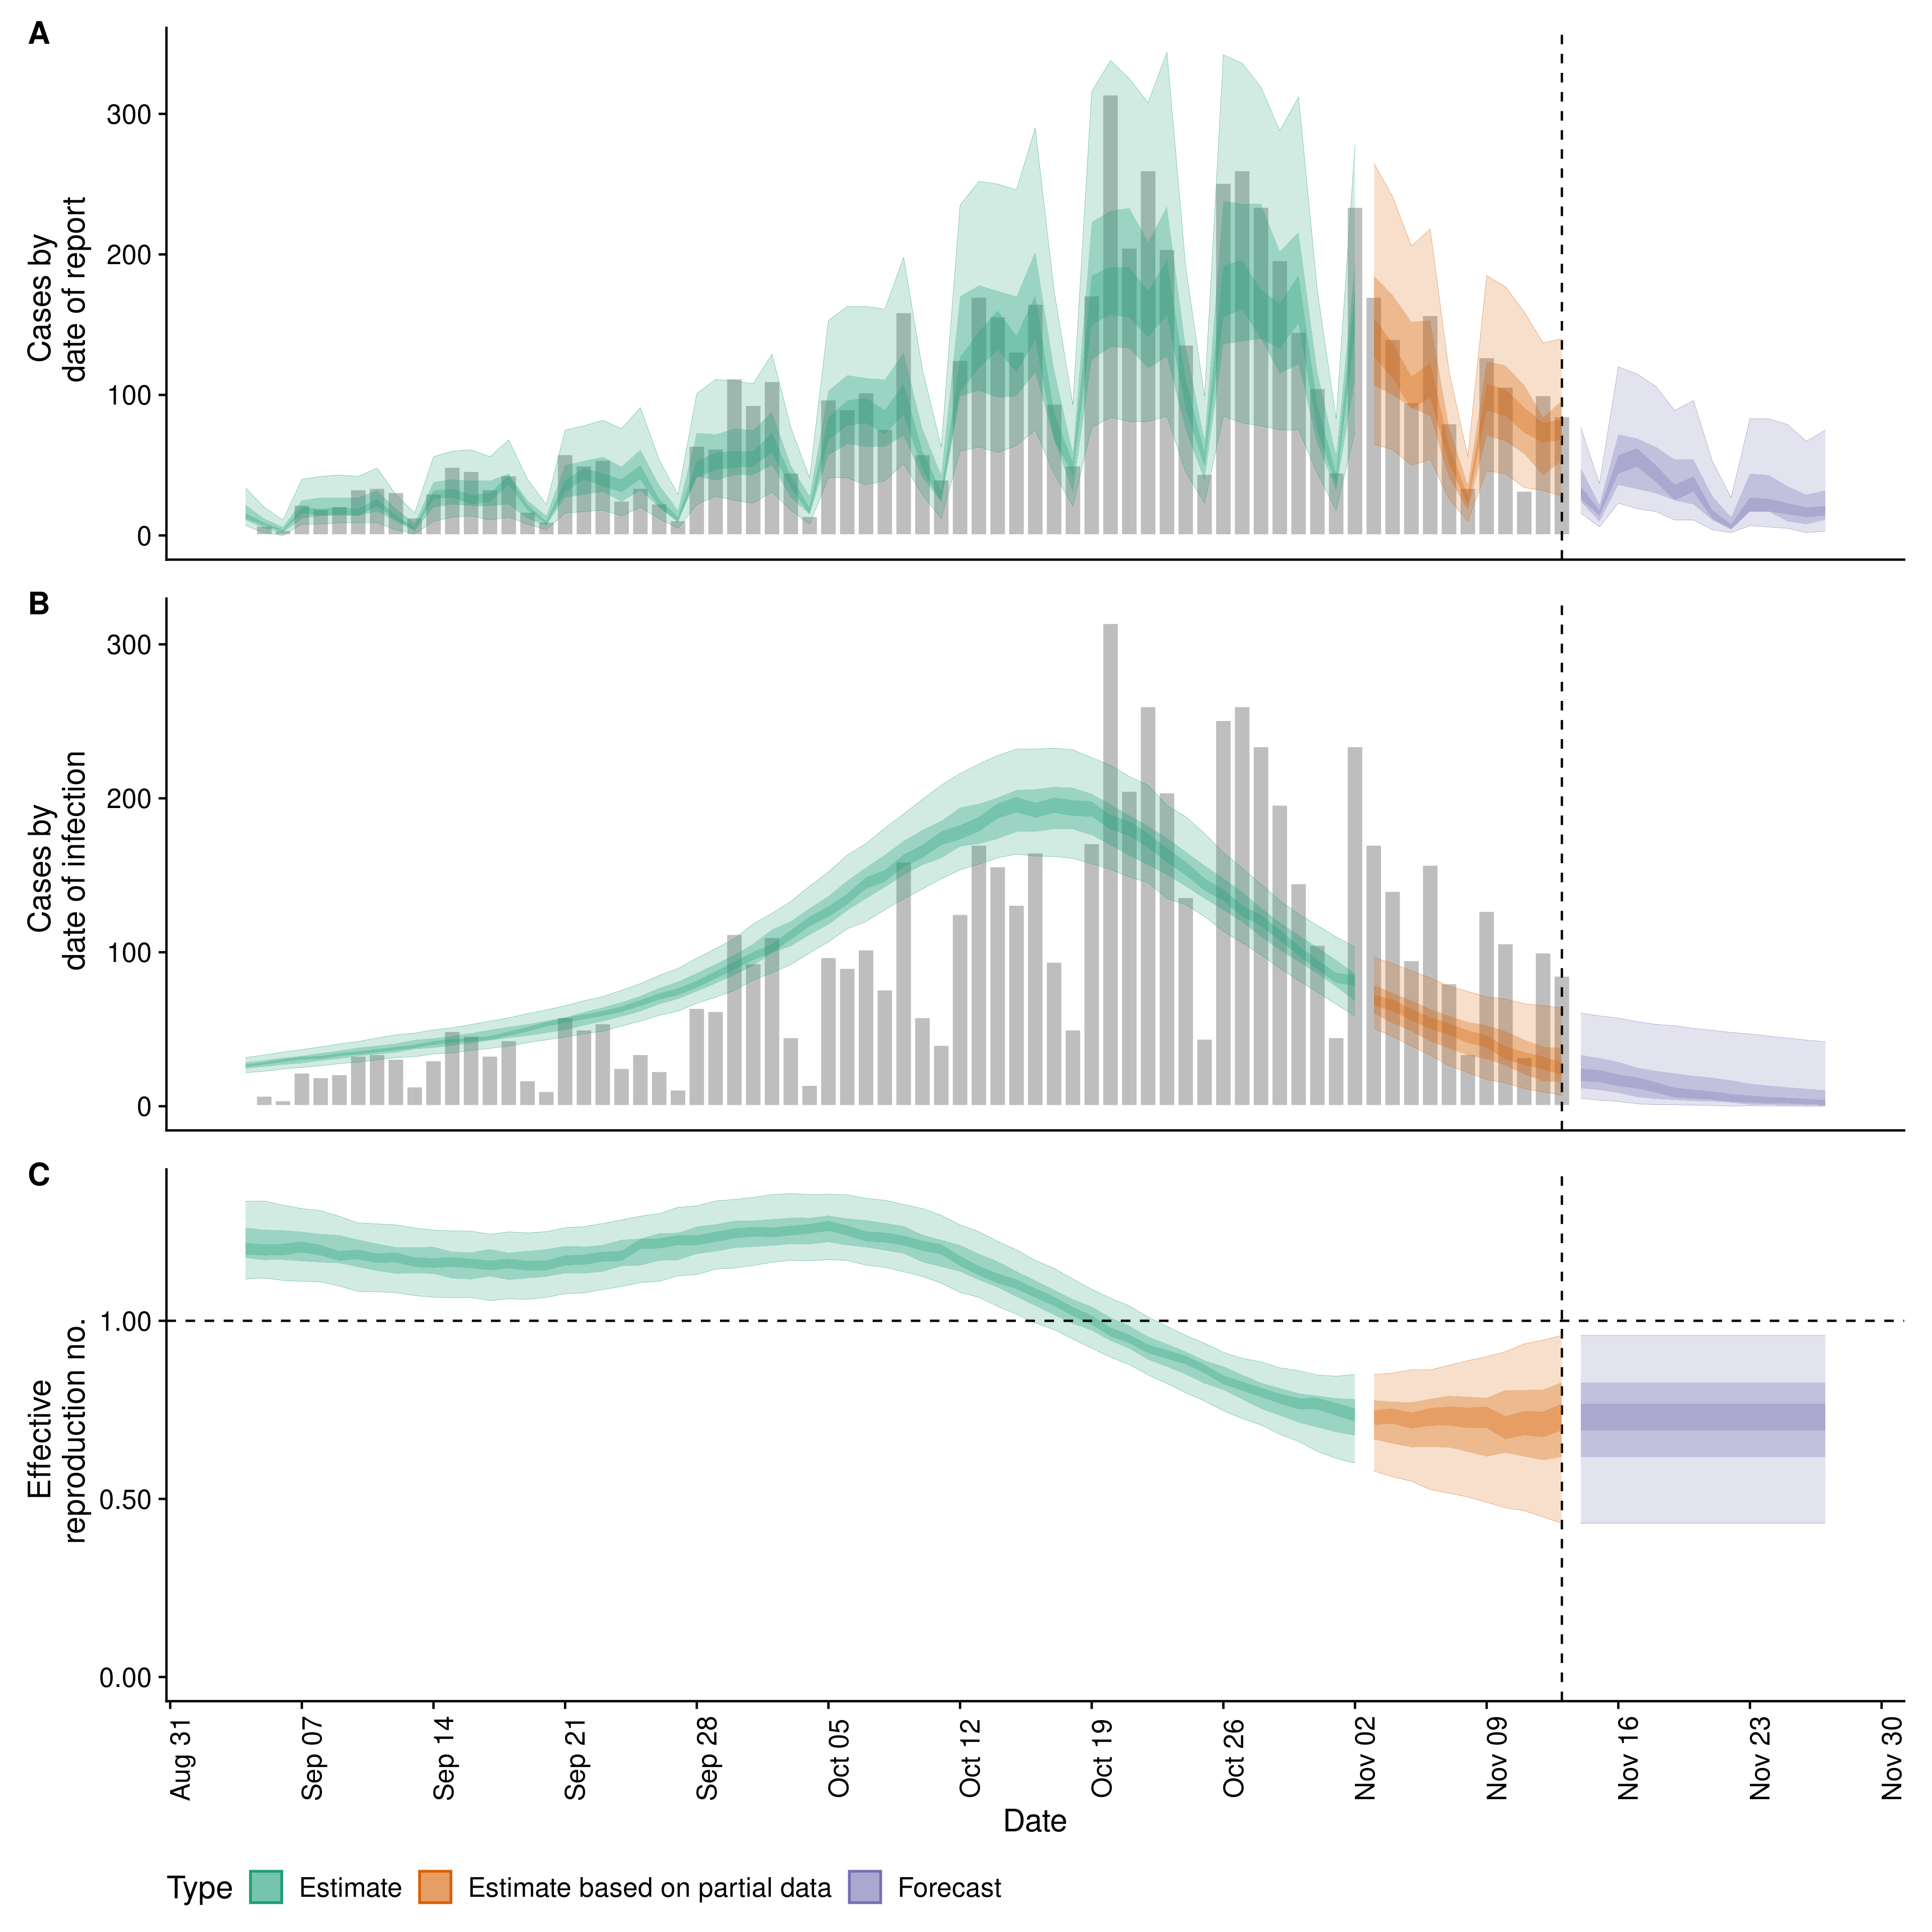 A
Cases by
date of report
300
200
100
0
B
Cases by
date of infection
300
200
100
0
C
Effective
reproduction no.
1.00
0.50
0.00
Aug 31
Sep 07
Sep 14
Sep 21
Sep 28
Oct 05
Oct 12
Oct 19
Oct 26
Nov 02
Nov 09
Nov 16
Nov 23
Nov 30
Date
Type Estimate Estimate based on partial data Forecast